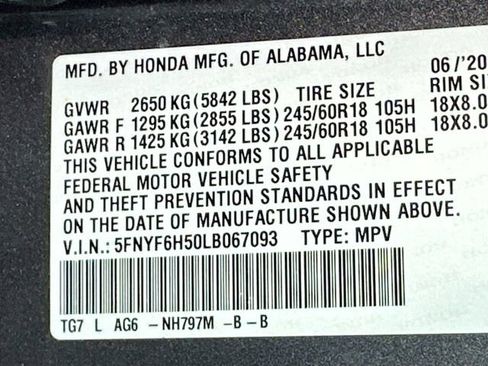 MFD. BY HONDA MFG. OF ALABAMA, LLC
06/'20
GVWR 2650 KG (5842 LBS) TIRE SIZE RIM
GAWR F 1295 KG (2855 LBS) 245/60R18 105H 18X8.0
GAWR R 1425 KG (3142 LBS) 245/60R18 105H 18X8.0
THIS VEHICLE CONFORMS TO ALL APPLICABLE
FEDERAL MOTOR VEHICLE SAFETY
AND THEFT PREVENTION STANDARDS IN EFFECT
ON THE DATE OF MANUFACTURE SHOWN ABOVE.
V.I.N.: 5FNYF6H50LB067093 TYPE: MPV
TG7 L AG6 -NH797M -B -B